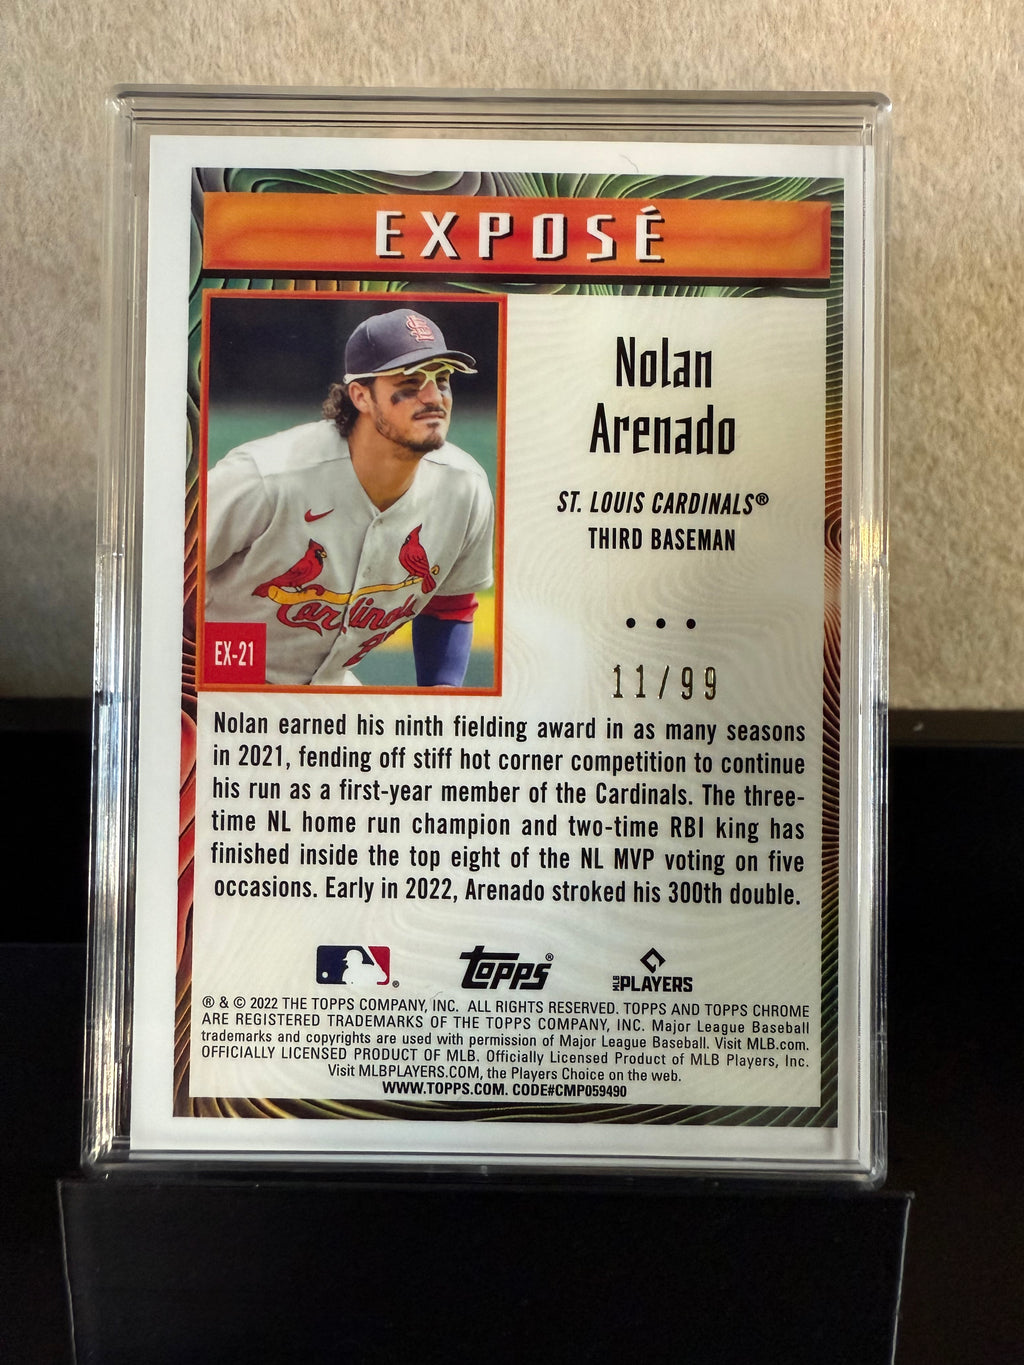 EXPOSÉ
Nolan
Arenado
ST. LOUIS CARDINALS®
THIRD BASEMAN
• • •
11/99
StL
Cardinals
EX-21
Nolan earned his ninth fielding award in as many seasons
in 2021, fending off stiff hot corner competition to continue
his run as a first-year member of the Cardinals. The three-
time NL home run champion and two-time RBI king has
finished inside the top eight of the NL MVP voting on five
occasions. Early in 2022, Arenado stroked his 300th double.
topps®
MLB PLAYERS
® & © 2022 THE TOPPS COMPANY, INC. ALL RIGHTS RESERVED. TOPPS AND TOPPS CHROME
ARE REGISTERED TRADEMARKS OF THE TOPPS COMPANY, INC. Major League Baseball
trademarks and copyrights are used with permission of Major League Baseball. Visit MLB.com.
OFFICIALLY LICENSED PRODUCT OF MLB. Officially Licensed Product of MLB Players, Inc.
Visit MLBPLAYERS.COM, the Players Choice on the web.
WWW.TOPPS.COM. CODE#CMP059490